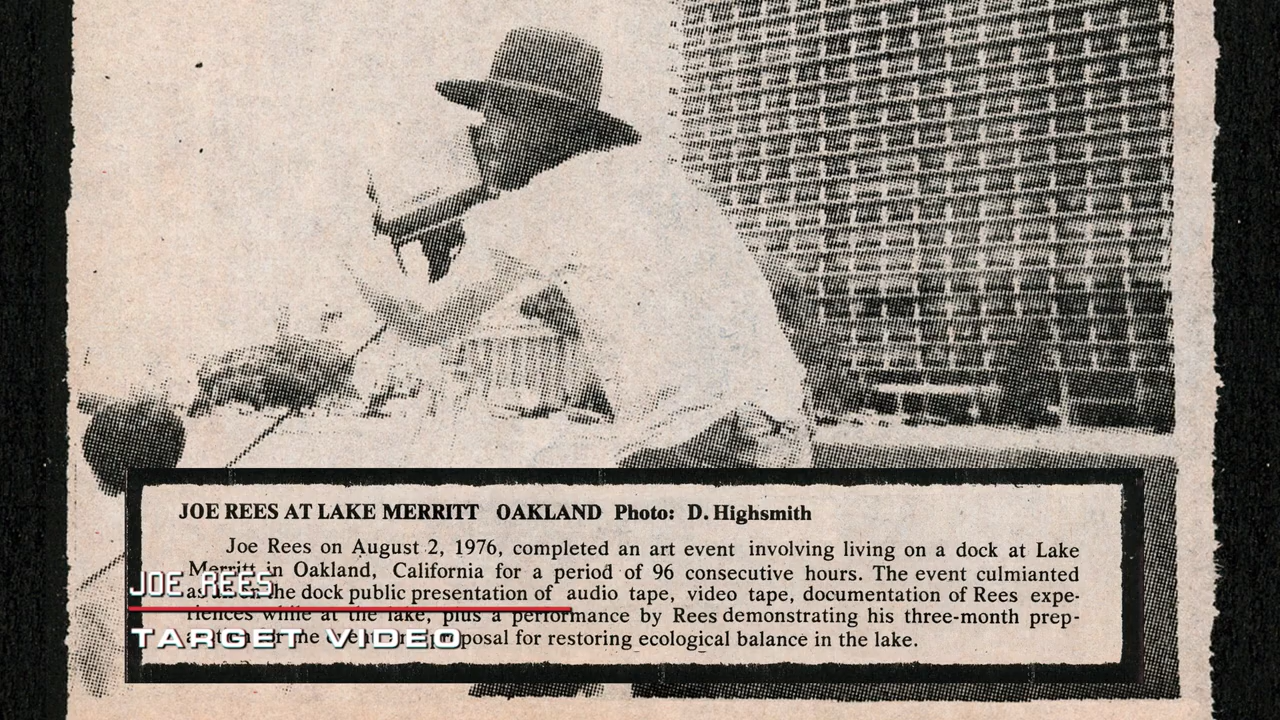 JOE REES AT LAKE MERRITT OAKLAND Photo: D. Highsmith
Joe Rees on August 2, 1976, completed an art event involving living on a dock at Lake
Merritt in Oakland, California for a period of 96 consecutive hours. The event culmianted
the dock public presentation of audio tape, video tape, documentation of Rees expe-
riences while at the lake, plus a performance by Rees demonstrating his three-month prep-
for restoring ecological balance in the lake.
JOE REES
TARGET VIDEO